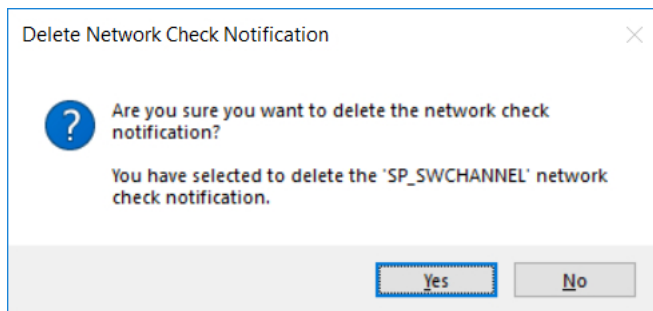 Delete Network Check Notification
Are you sure you want to delete the network check
notification?
You have selected to delete the 'SP_SWCHANNEL' network
check notification.
Yes
No